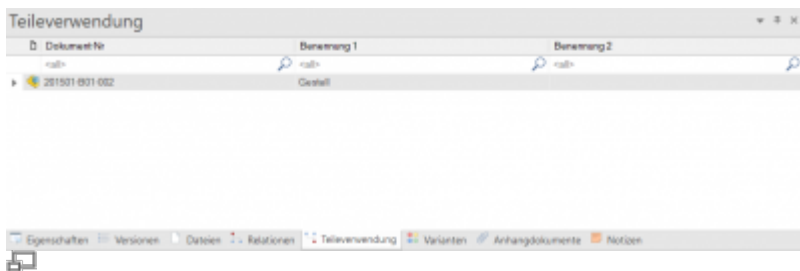 Teileverwendung
Dokument-Nr Benennung 1 Benennung 2
<all> <all> <all>
201501-B01-002 Gestell
Eigenschaften Versionen Dateien Relationen Teileverwendung Varianten Anhangdokumente Notizen